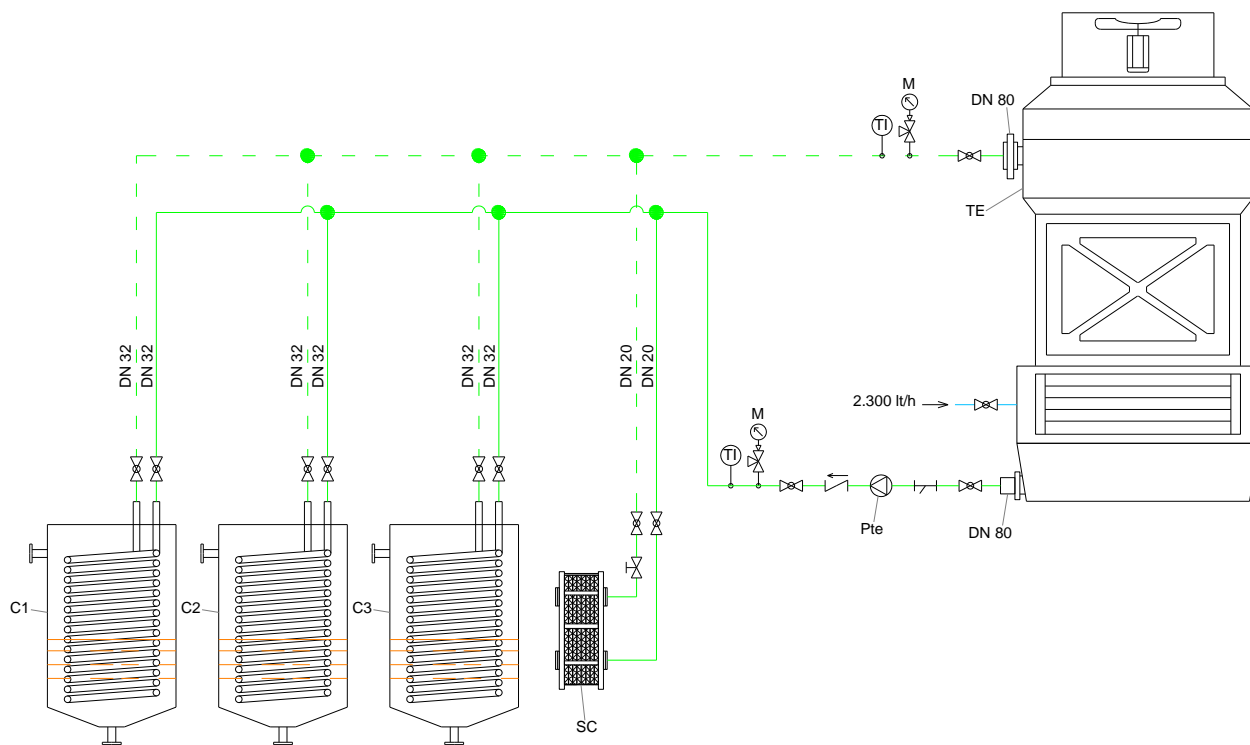 M
DN 80
TI
TE
DN 32
DN 32
DN 32
DN 32
DN 32
DN 32
DN 20
DN 20
2.300 lt/h
M
TI
Pte
DN 80
C1
C2
C3
SC